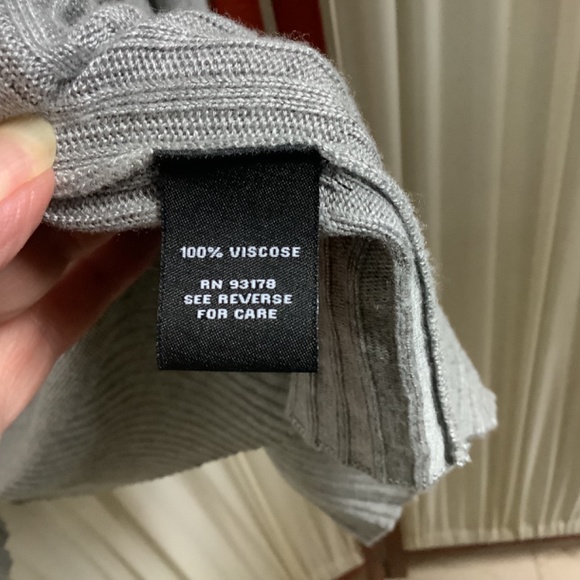 100% VISCOSE
RN 93178
SEE REVERSE
FOR CARE